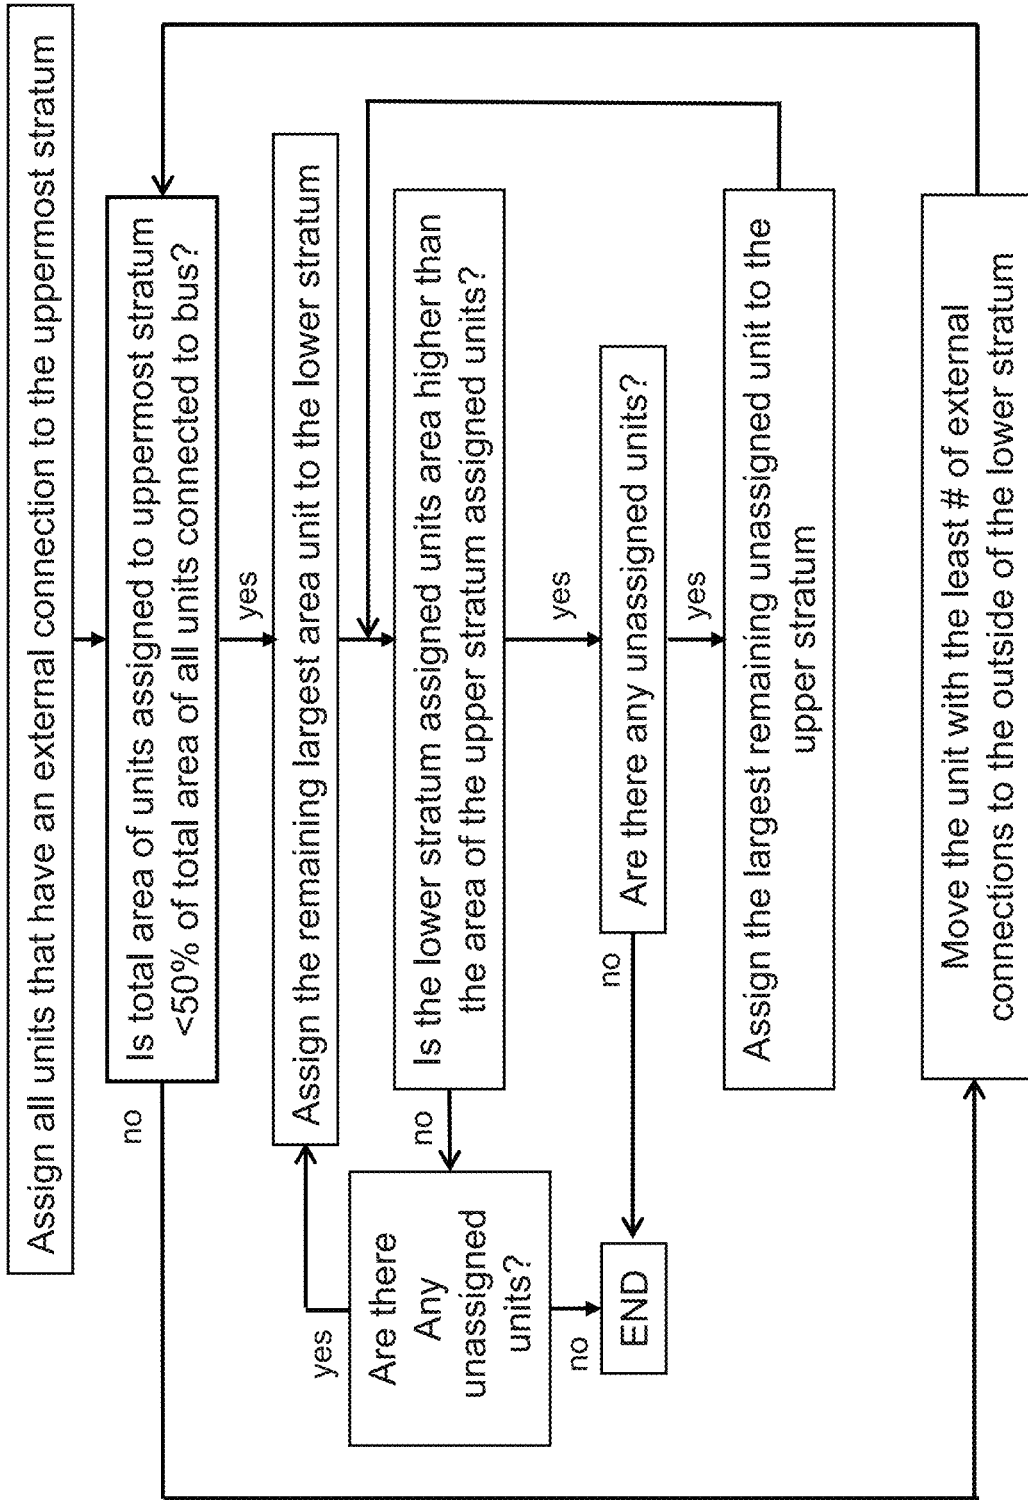 Assign all units that have an external connection to the uppermost stratum
Is total area of units assigned to uppermost stratum
<50% of total area of all units connected to bus?
no
yes
Assign the remaining largest area unit to the lower stratum
Is the lower stratum assigned units area higher than
the area of the upper stratum assigned units?
no
yes
Are there
Any
unassigned
units?
yes
no
Are there any unassigned units?
no
yes
END
Assign the largest remaining unassigned unit to the
upper stratum
Move the unit with the least # of external
connections to the outside of the lower stratum